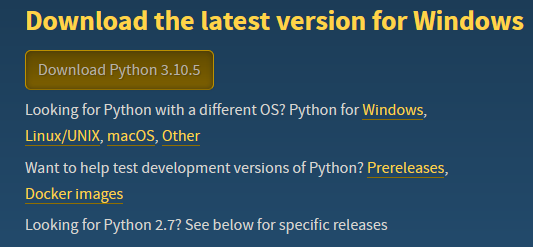 Download the latest version for Windows
Download Python 3.10.5
Looking for Python with a different OS? Python for Windows,
Linux/UNIX, macOS, Other
Want to help test development versions of Python? Prereleases,
Docker images
Looking for Python 2.7? See below for specific releases